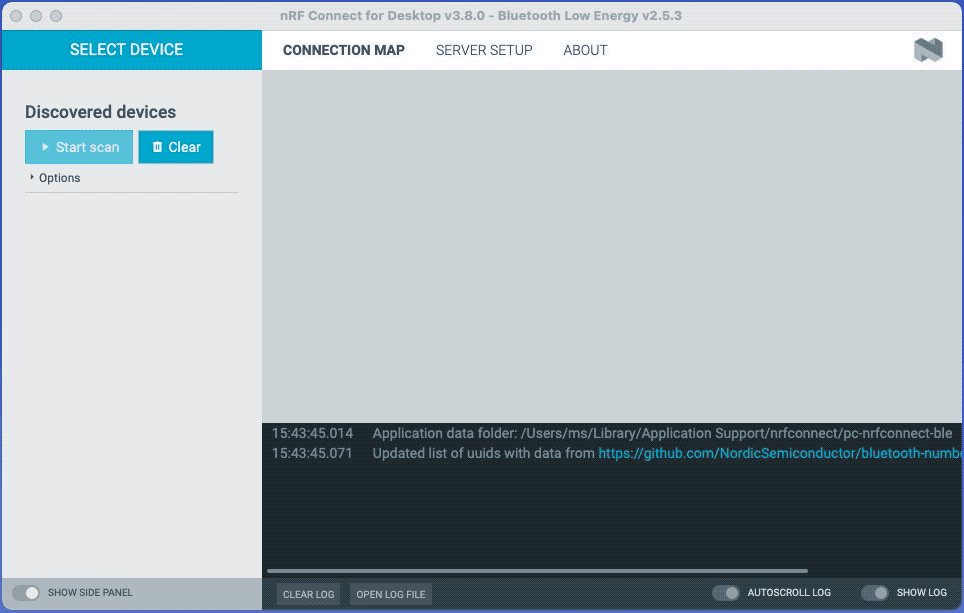 nRF Connect for Desktop v3.8.0 - Bluetooth Low Energy v2.5.3
SELECT DEVICE
CONNECTION MAP
SERVER SETUP
ABOUT
Discovered devices
Start scan
Clear
Options
15:43:45.014 Application data folder: /Users/ms/Library/Application Support/nrfconnect/pc-nrfconnect-ble
15:43:45.071 Updated list of uuids with data from https://github.com/NordicSemiconductor/bluetooth-numb
SHOW SIDE PANEL
CLEAR LOG
OPEN LOG FILE
AUTOSCROLL LOG
SHOW LOG